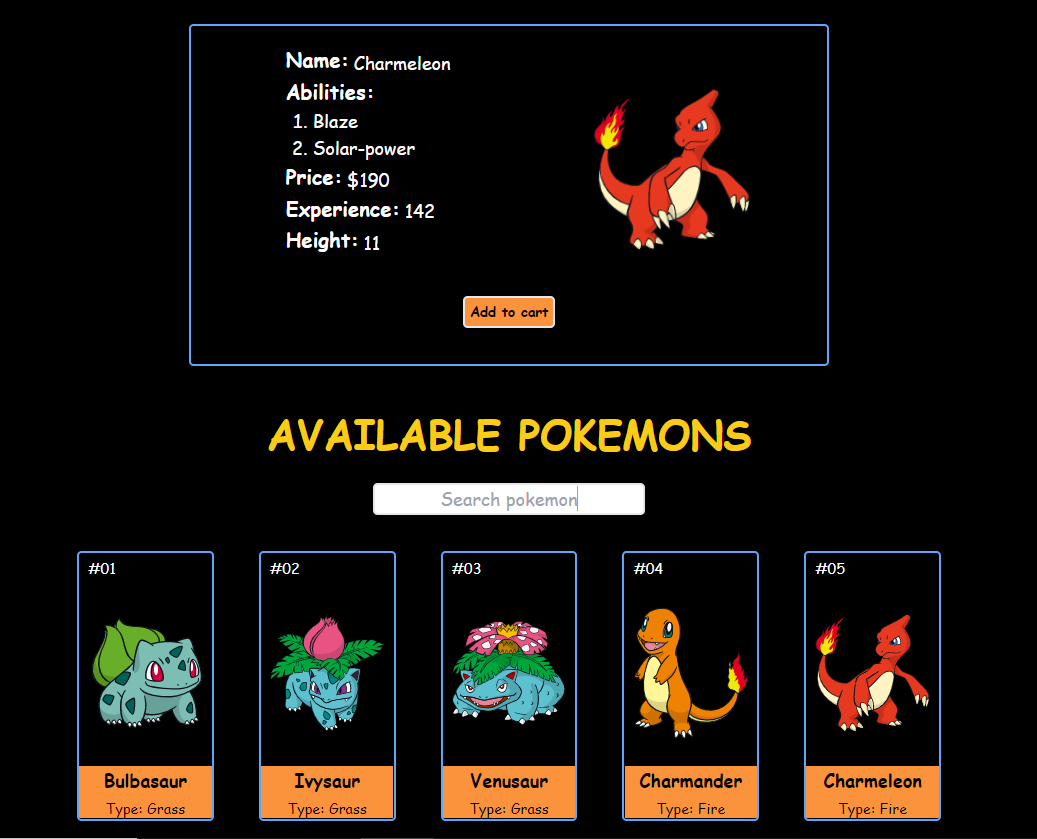 Name: Charmeleon
Abilities:
1. Blaze
2. Solar-power
Price: $190
Experience: 142
Height: 11
Add to cart
AVAILABLE POKEMONS
Search pokemon
#01
Bulbasaur
Type: Grass
#02
Ivysaur
Type: Grass
#03
Venusaur
Type: Grass
#04
Charmander
Type: Fire
#05
Charmeleon
Type: Fire